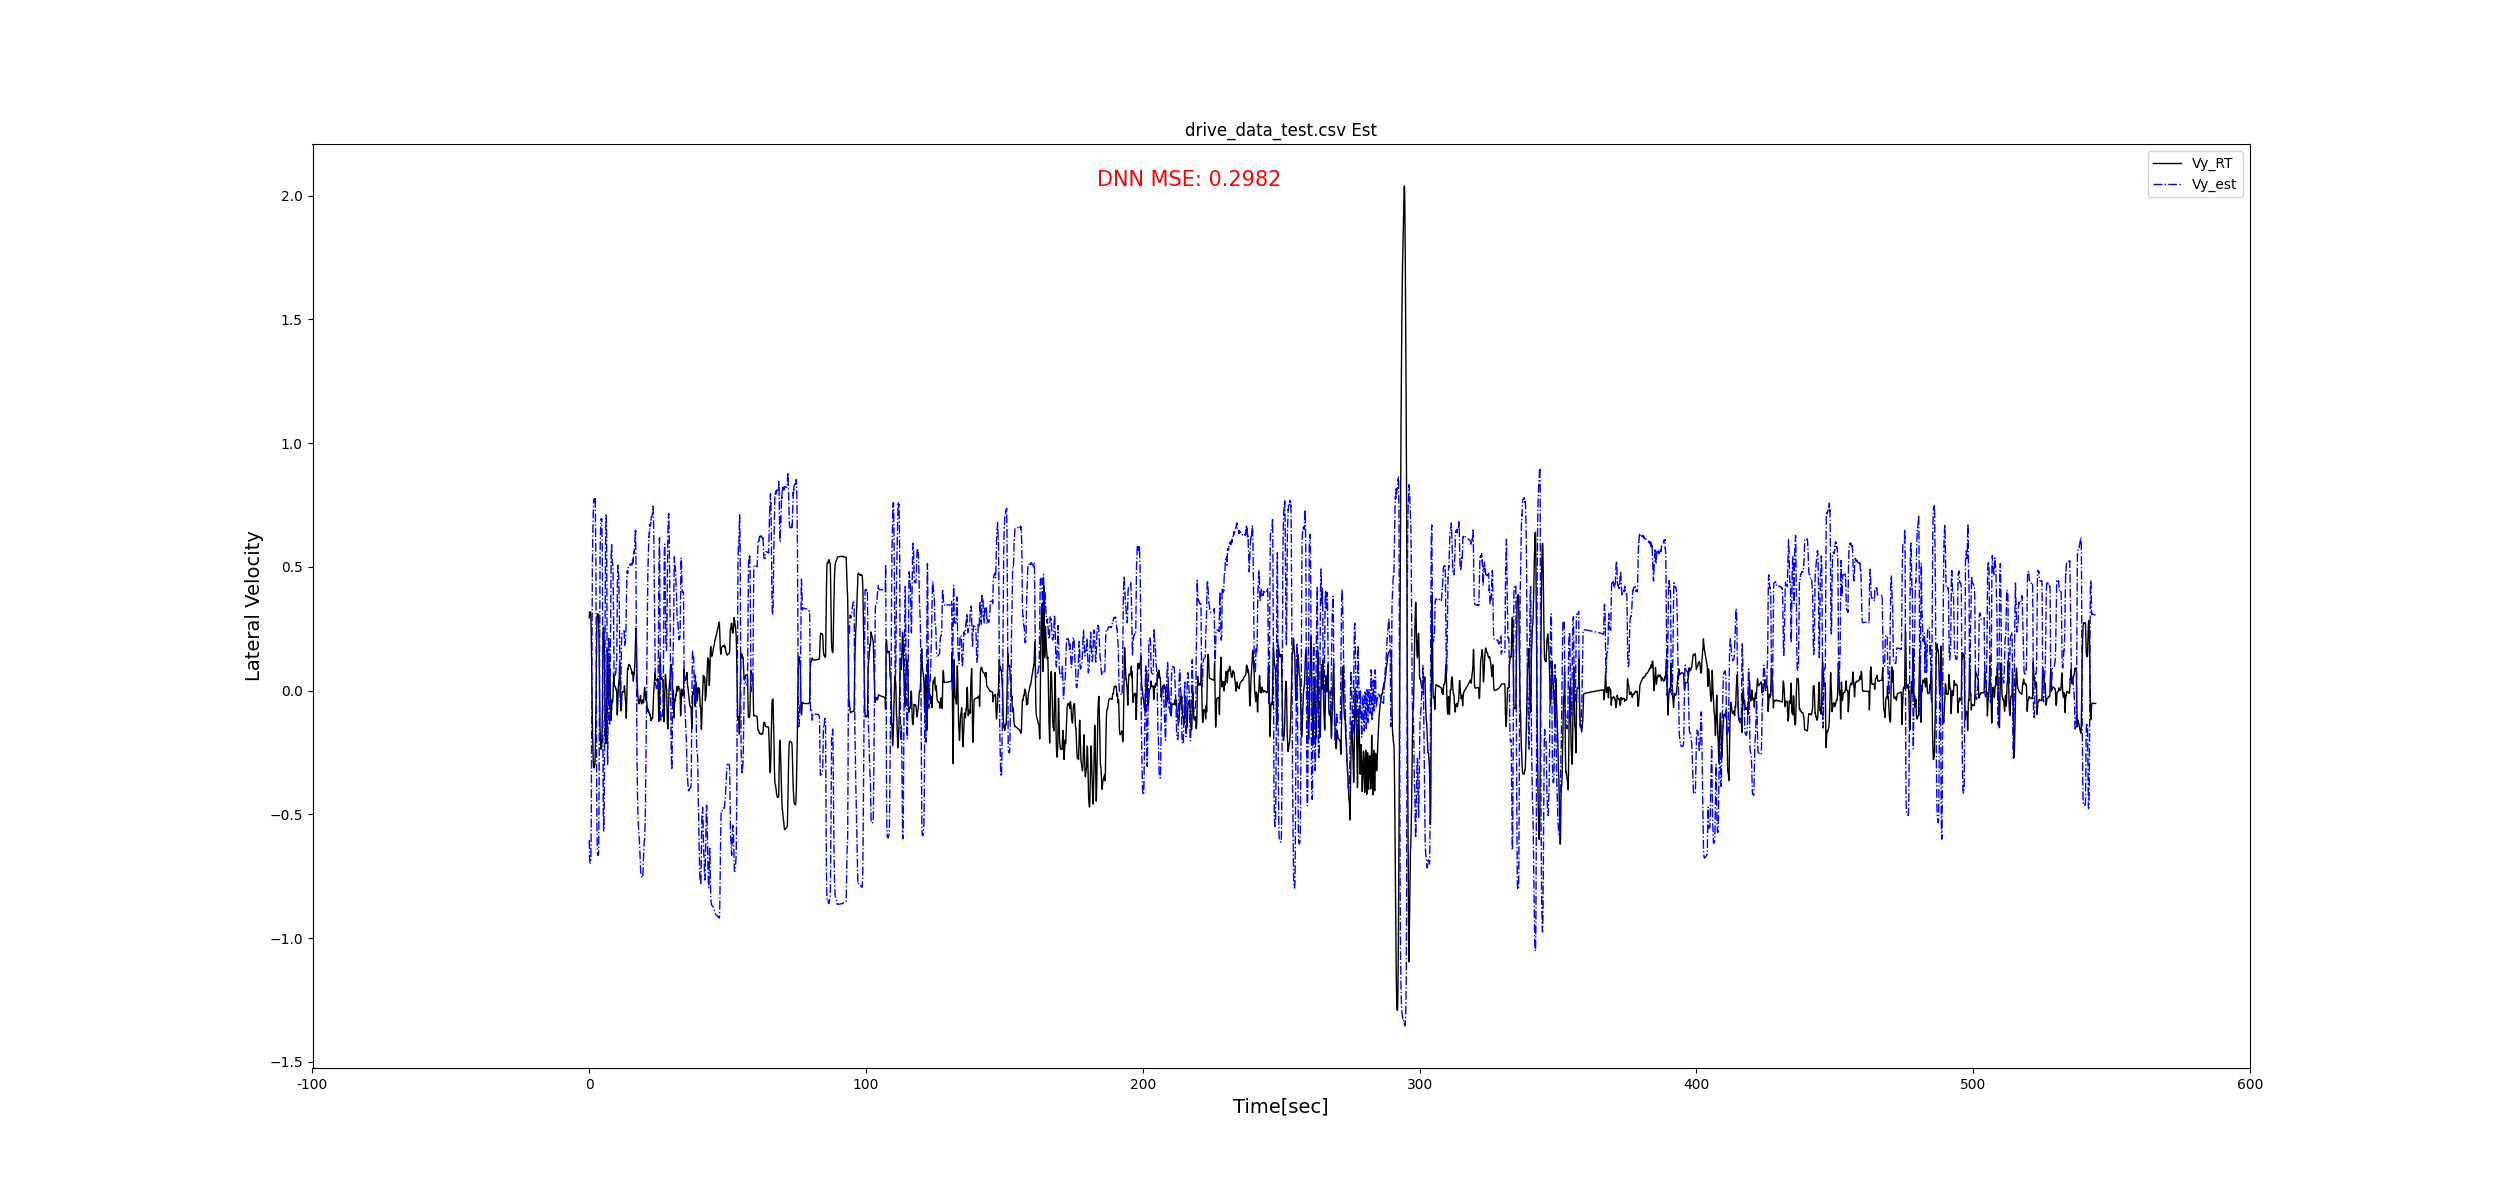 drive_data_test.csv Est
DNN MSE: 0.2982
Vy_RT
Vy_est
Lateral Velocity
2.0
1.5
1.0
0.5
0.0
−0.5
−1.0
−1.5
-100
0
100
200
300
400
500
600
Time[sec]